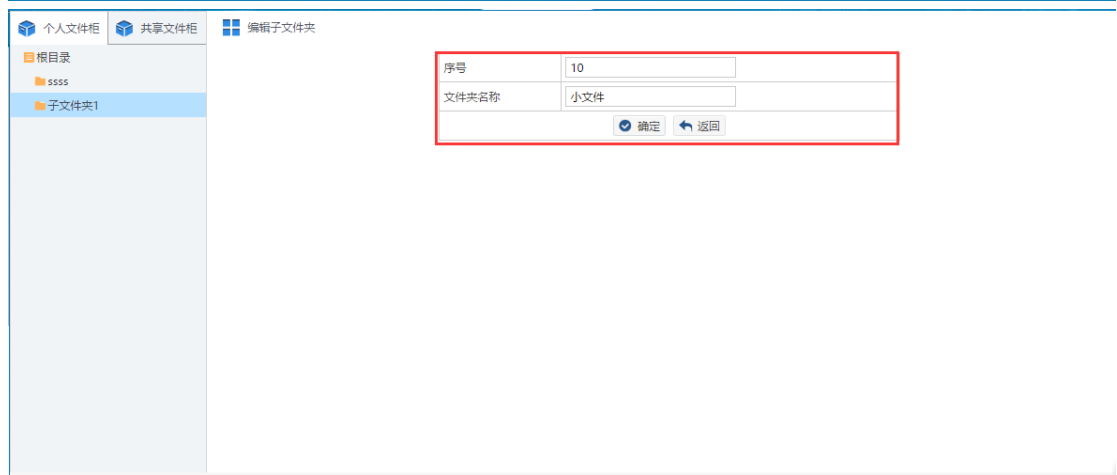 个人文件柜 共享文件柜 编辑子文件夹
根目录
ssss
子文件夹1
序号 10
文件夹名称 小文件
确定 返回